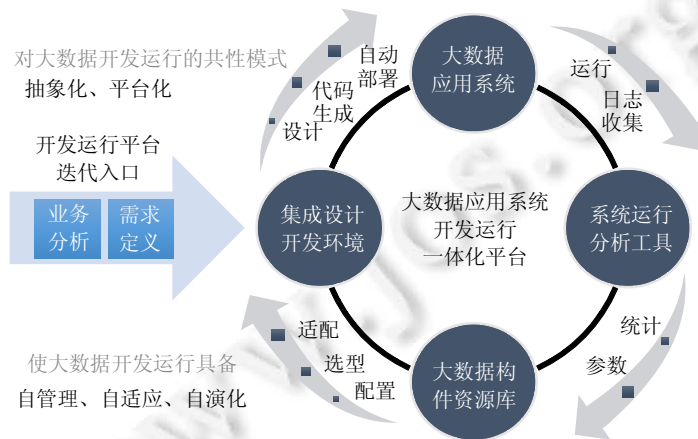 对大数据开发运行的共性模式
抽象化、平台化
开发运行平台
迭代入口
业务
分析
需求
定义
使大数据开发运行具备
自管理、自适应、自演化
自动
部署
代码
生成
设计
大数据
应用系统
运行
日志
收集
集成设计
开发环境
大数据应用系统
开发运行
一体化平台
系统运行
分析工具
适配
选型
配置
大数据构
件资源库
统计
参数